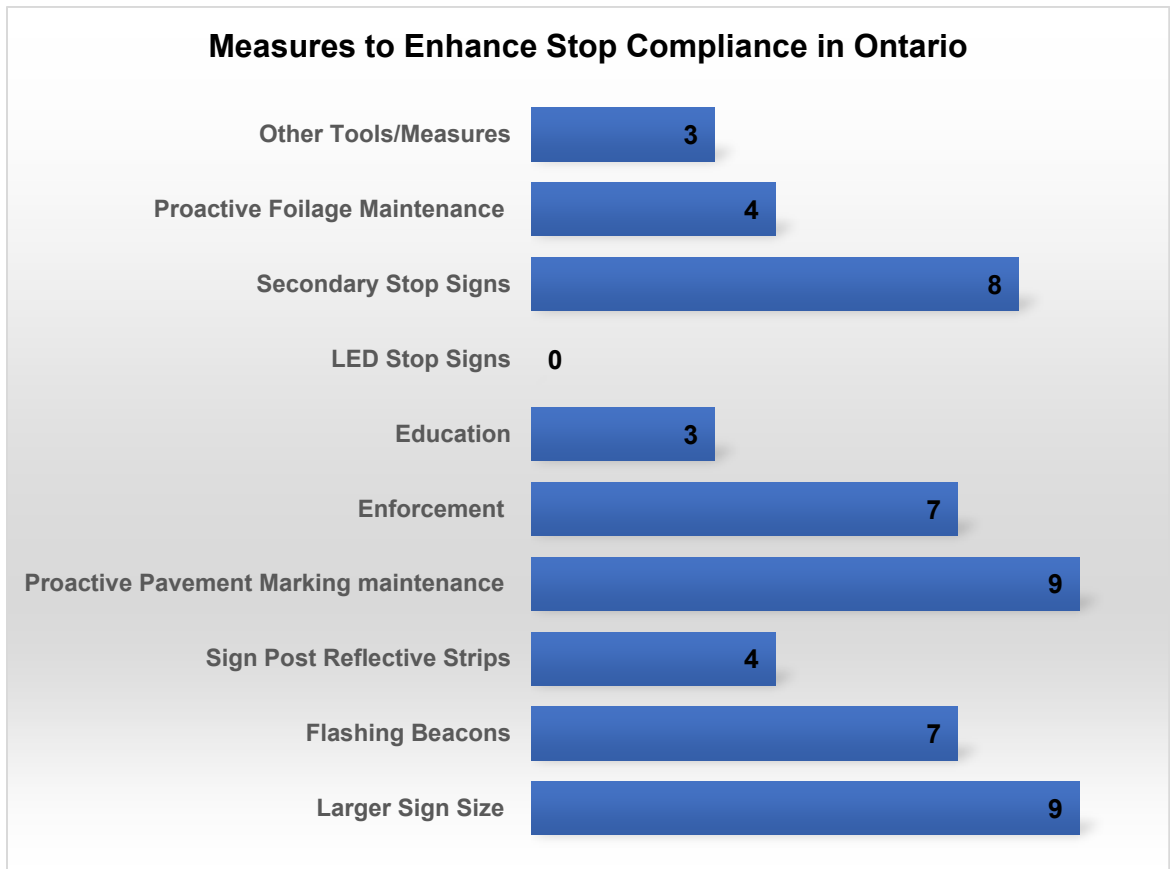 Measures to Enhance Stop Compliance in Ontario
Other Tools/Measures 3
Proactive Foilage Maintenance 4
Secondary Stop Signs 8
LED Stop Signs 0
Education 3
Enforcement 7
Proactive Pavement Marking maintenance 9
Sign Post Reflective Strips 4
Flashing Beacons 7
Larger Sign Size 9